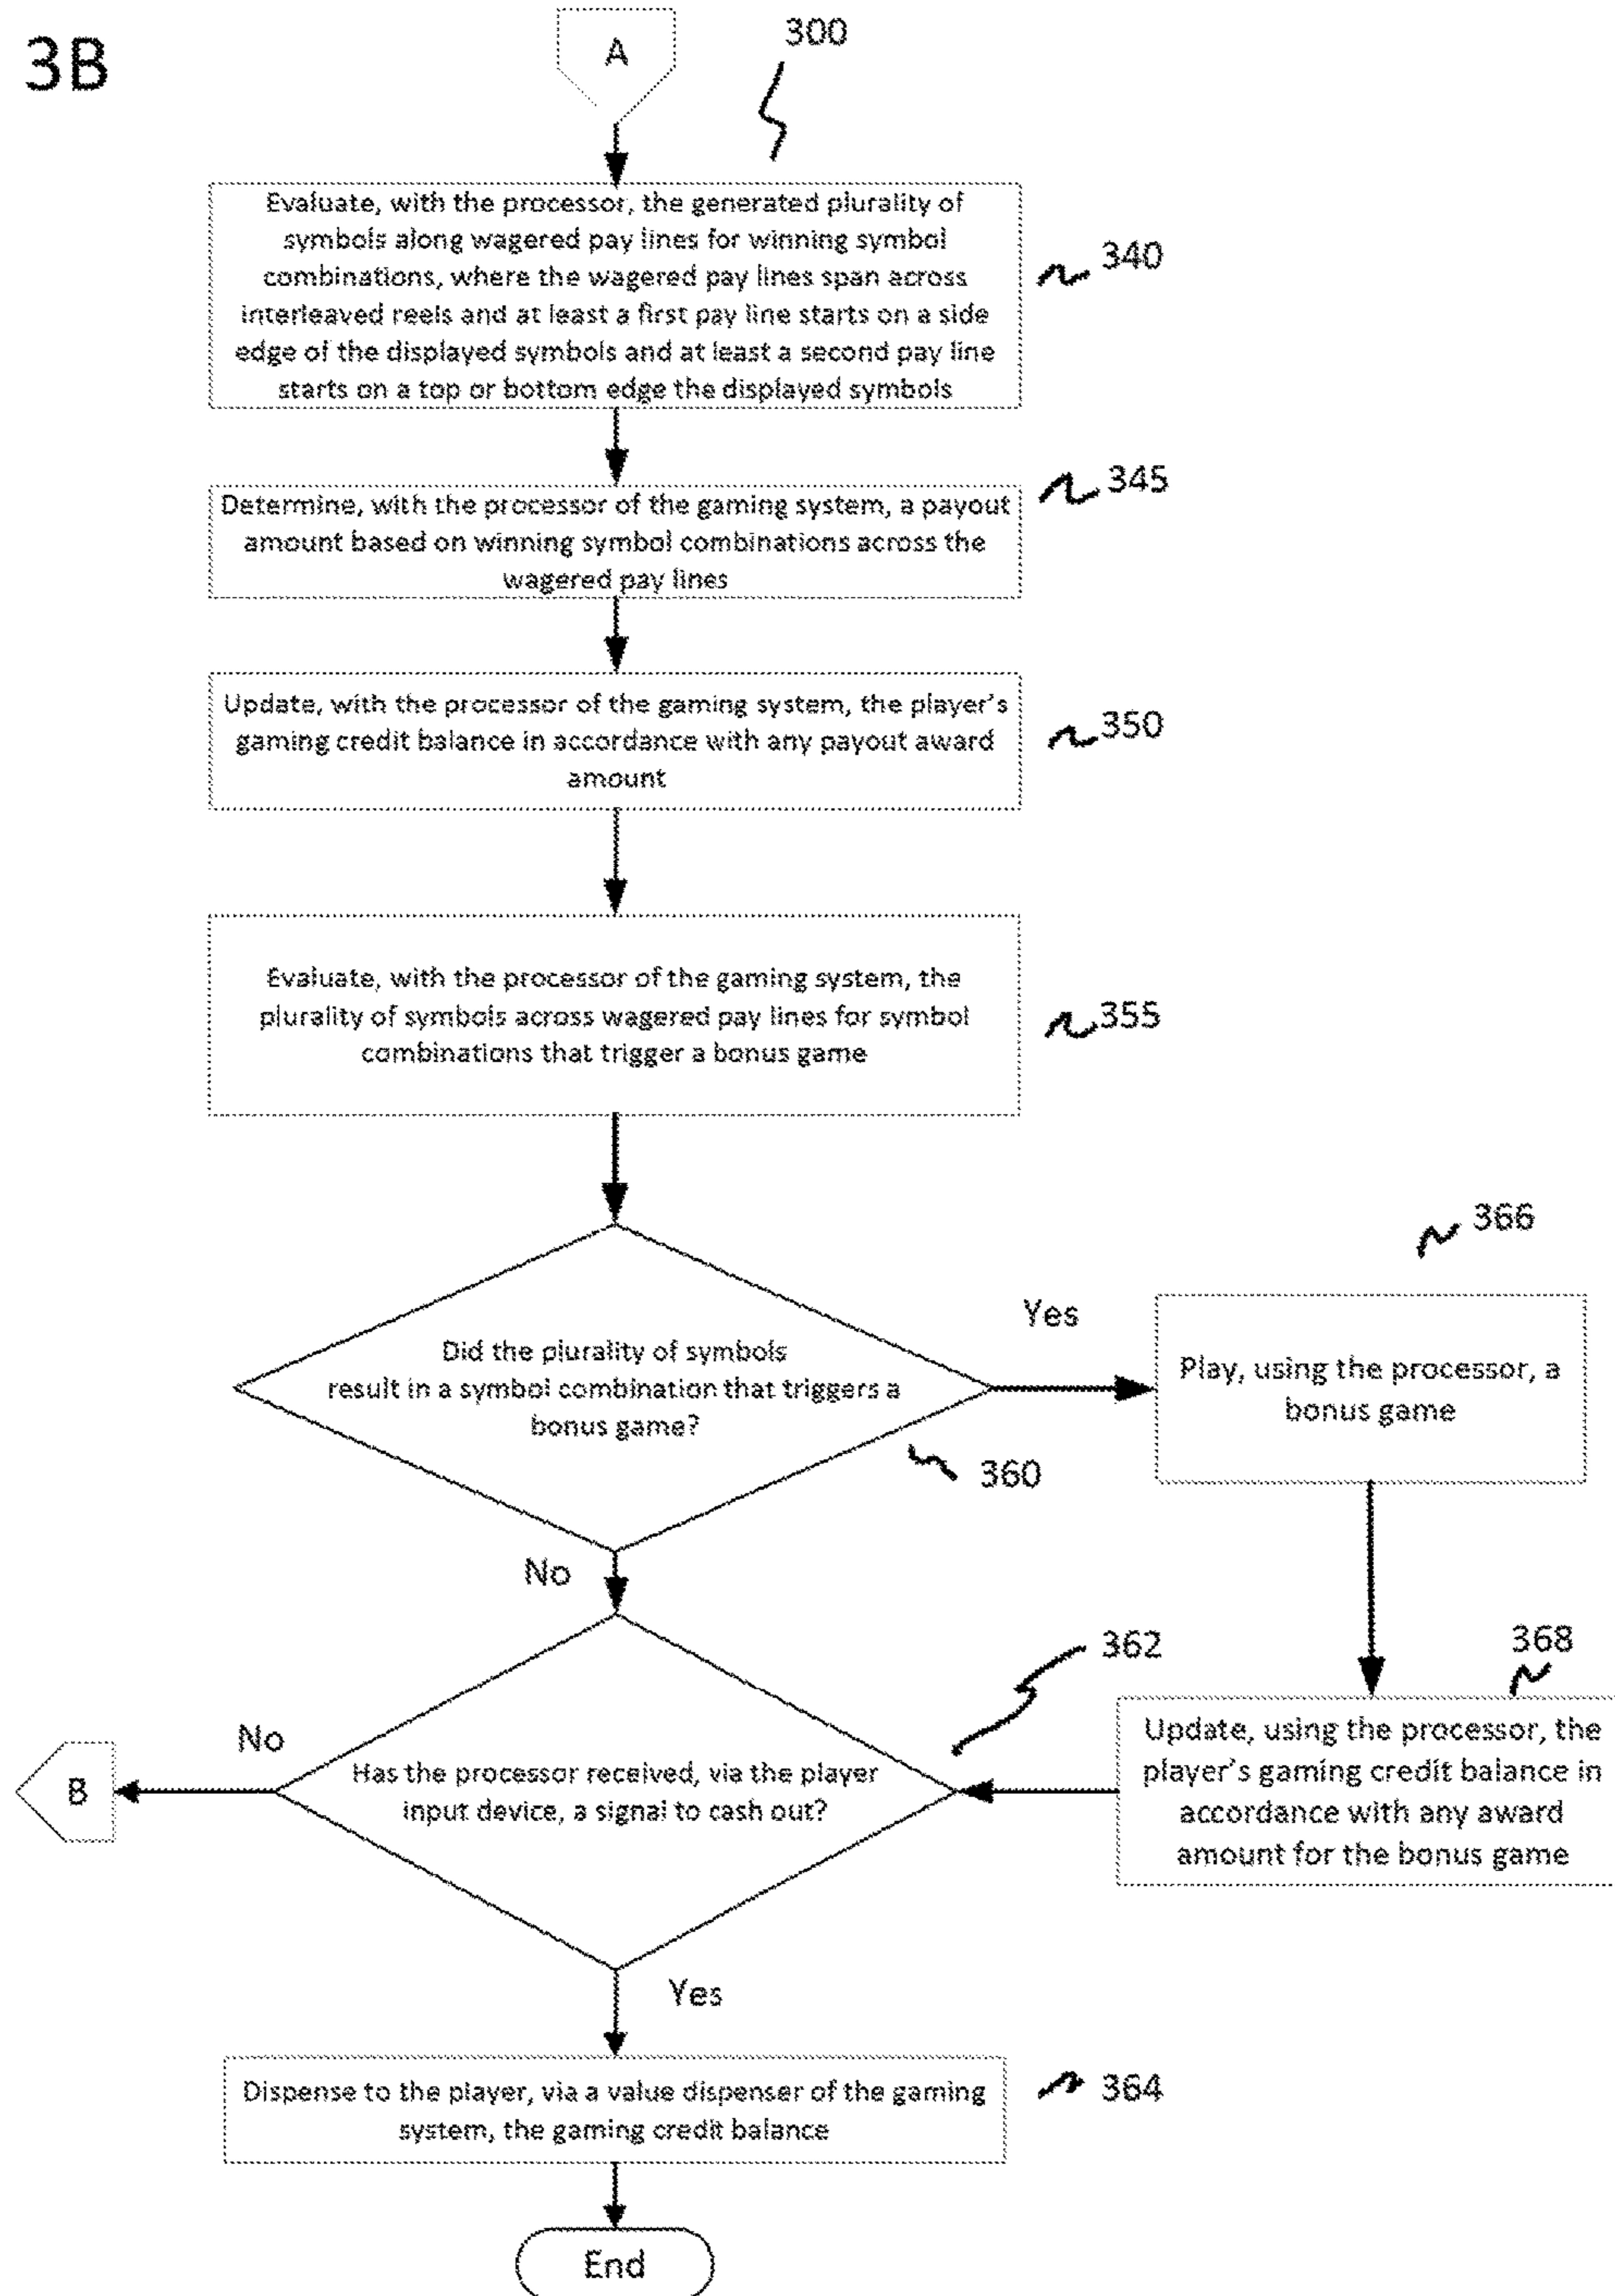 3B
A
300
Evaluate, with the processor, the generated plurality of
symbols along wagered pay lines for winning symbol
combinations, where the wagered pay lines span across
interleaved reels and at least a first pay line starts on a side
edge of the displayed symbols and at least a second pay line
starts on a top or bottom edge the displayed symbols
340
Determine, with the processor of the gaming system, a payout
amount based on winning symbol combinations across the
wagered pay lines
345
Update, with the processor of the gaming system, the player's
gaming credit balance in accordance with any payout award
amount
350
Evaluate, with the processor of the gaming system, the
plurality of symbols across wagered pay lines for symbol
combinations that trigger a bonus game
355
Did the plurality of symbols
result in a symbol combination that triggers a
bonus game?
360
Yes
366
Play, using the processor, a
bonus game
No
362
368
Update, using the processor, the
player's gaming credit balance in
accordance with any award
amount for the bonus game
Has the processor received, via the player
input device, a signal to cash out?
No
B
Yes
Dispense to the player, via a value dispenser of the gaming
system, the gaming credit balance
364
End